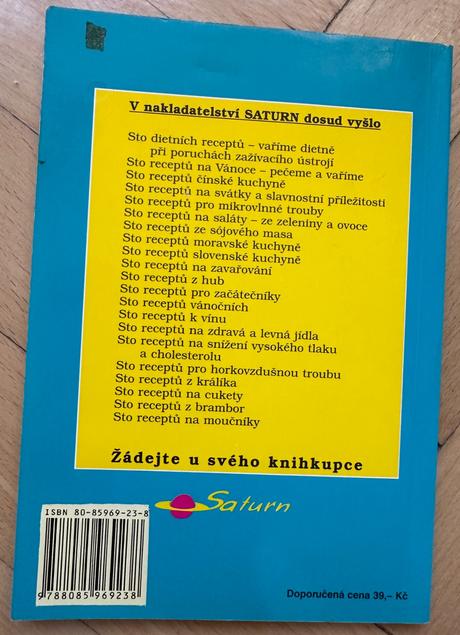 V nakladatelství SATURN dosud vyšlo
Sto dietních receptů – vaříme dietně
při poruchách zažívacího ústrojí
Sto receptů na Vánoce – pečeme a vaříme
Sto receptů čínské kuchyně
Sto receptů na svátky a slavnostní příležitosti
Sto receptů pro mikrovlnné trouby
Sto receptů na saláty – ze zeleniny a ovoce
Sto receptů ze sójového masa
Sto receptů moravské kuchyně
Sto receptů slovenské kuchyně
Sto receptů na zavařování
Sto receptů z hub
Sto receptů pro začátečníky
Sto receptů vánočních
Sto receptů k vínu
Sto receptů na zdravá a levná jídla
Sto receptů na snížení vysokého tlaku
a cholesterolu
Sto receptů pro horkovzdušnou troubu
Sto receptů z králíka
Sto receptů na cukety
Sto receptů z brambor
Sto receptů na moučníky
Žádejte u svého knihkupce
Saturn
ISBN 80-85969-23-8
9788085969238
Doporučená cena 39,– Kč